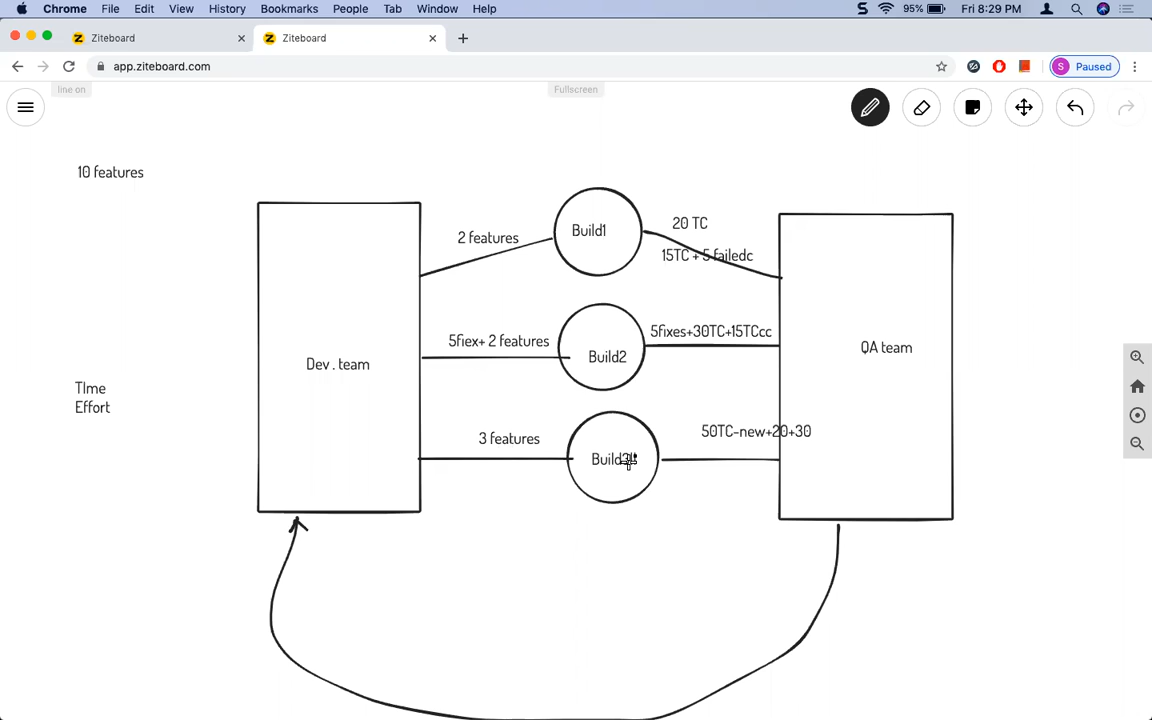 Chrome File Edit View History Bookmarks People Tab Window Help
95% Fri 8:29 PM
Ziteboard
Ziteboard
app.ziteboard.com
S Paused
line on
Fullscreen
10 features
Build1
20 TC
2 features
15TC + 5 failedc
5fiex+ 2 features
Build2
5fixes+30TC+15TCcc
QA team
Dev . team
TIme
Effort
3 features
50TC-new+20+30